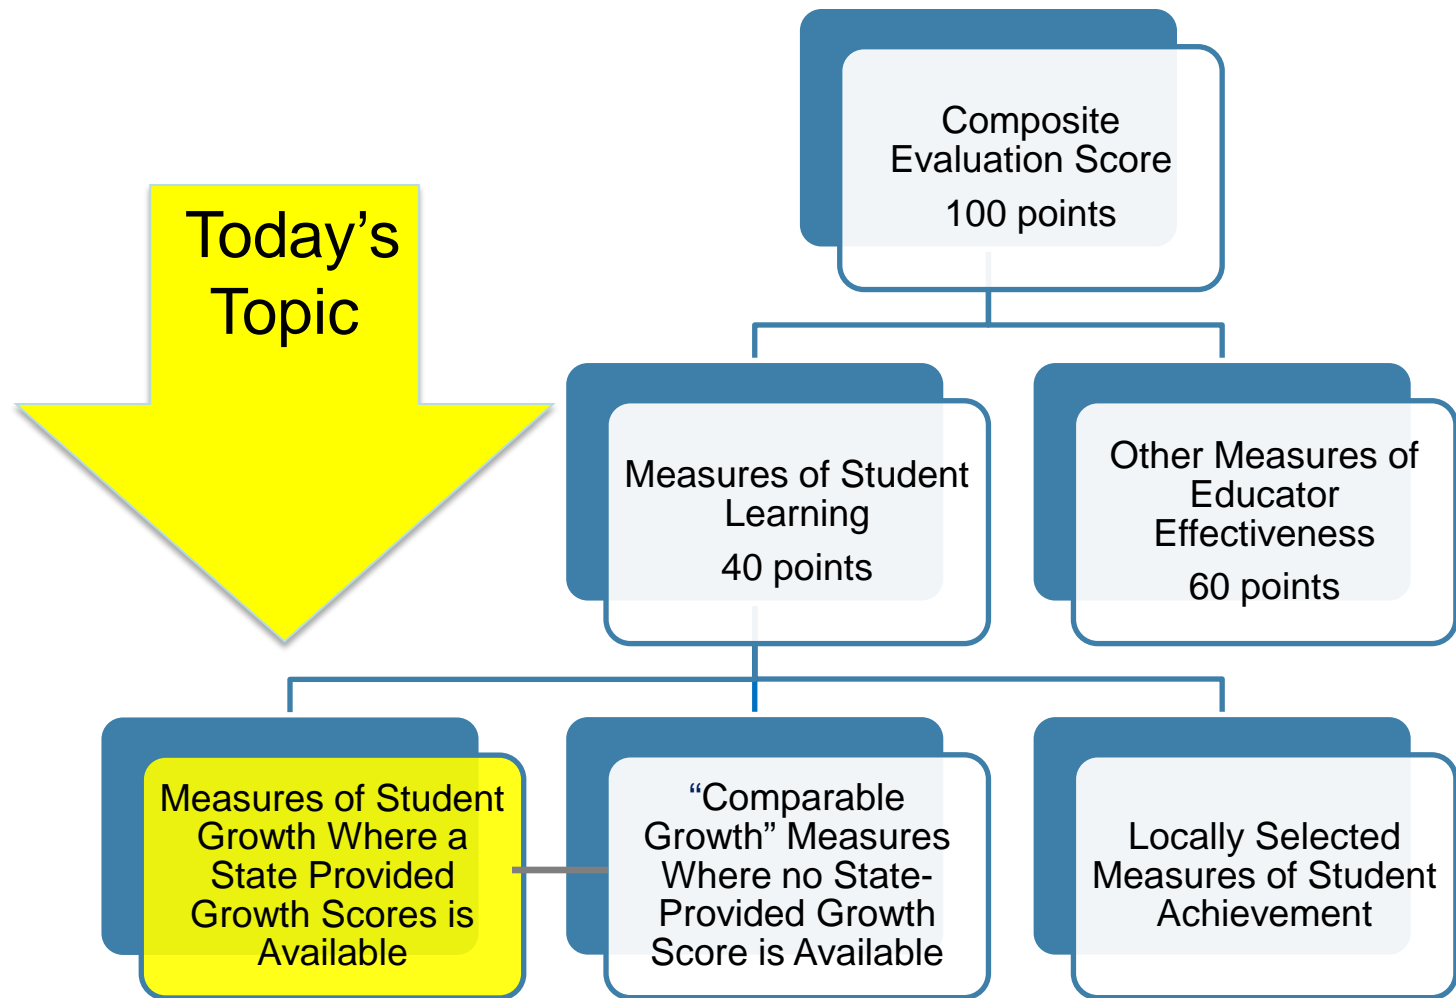 Composite
Evaluation Score
100 points
Today’s
Topic
Measures of Student
Learning
40 points
Other Measures of
Educator
Effectiveness
60 points
Measures of Student
Growth Where a
State Provided
Growth Scores is
Available
“Comparable
Growth” Measures
Where no State-
Provided Growth
Score is Available
Locally Selected
Measures of Student
Achievement